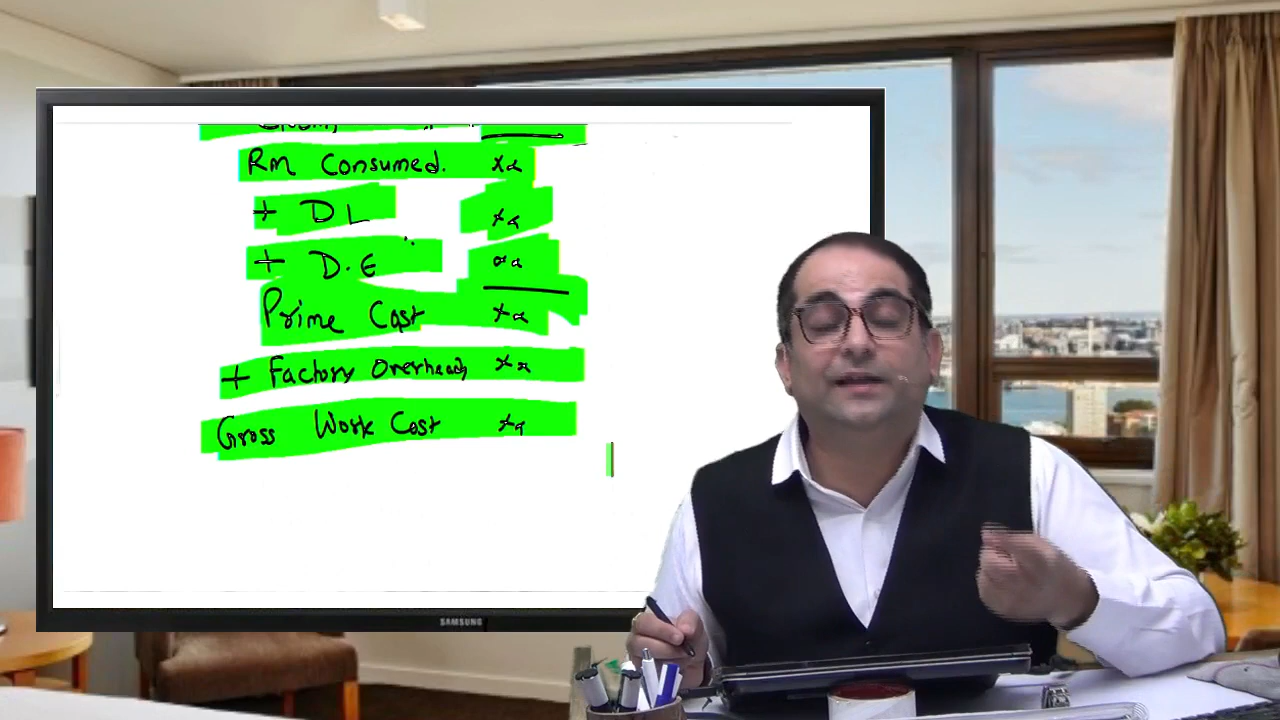 Rm Consumed. xx
+ DL xx
+ D.E xx
Prime Cost xx
+ Factory Overhead xx
Gross Work Cost xx
SAMSUNG